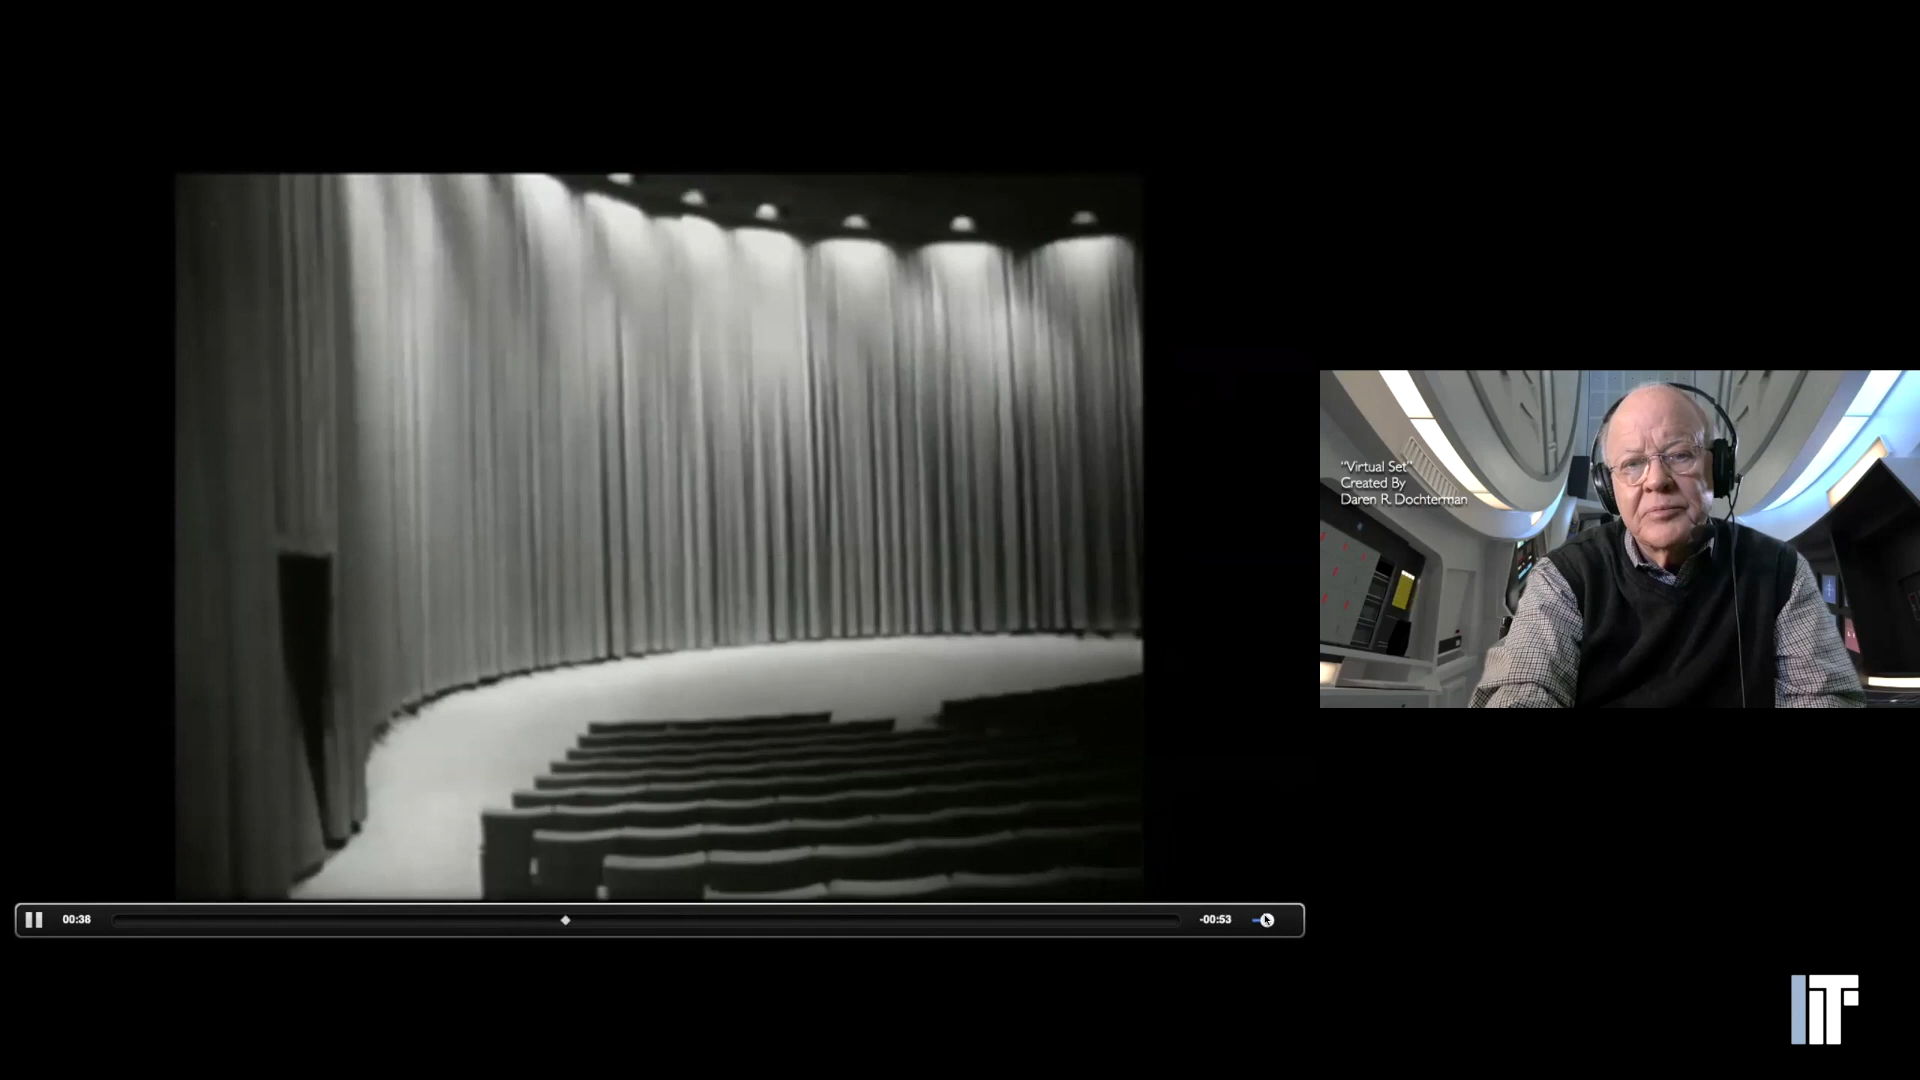 "Virtual Set"
Created By
Daren R. Dochterman
00:38
-00:53